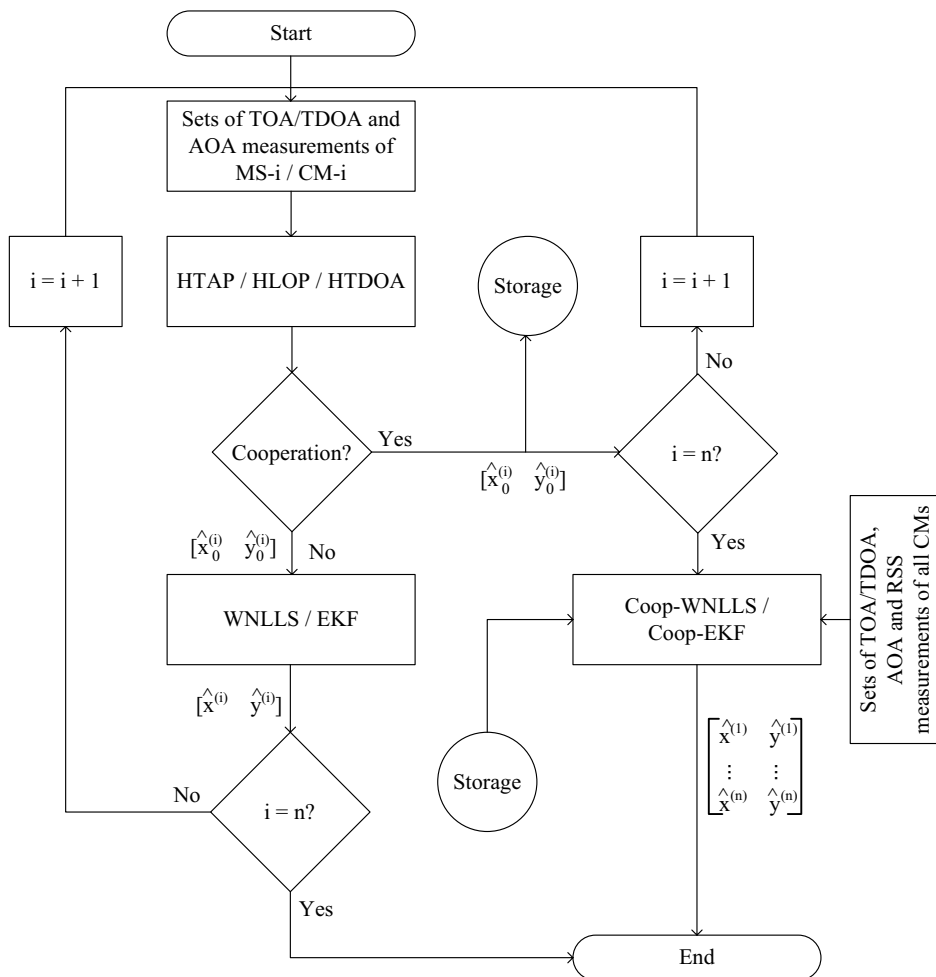 Start
Sets of TOA/TDOA and
AOA measurements of
MS-i / CM-i
i = i + 1
HTAP / HLOP / HTDOA
Storage
i = i + 1
No
Cooperation?
Yes
i = n?
[x̂₀⁽ⁱ⁾ ŷ₀⁽ⁱ⁾]
[x̂₀⁽ⁱ⁾ ŷ₀⁽ⁱ⁾]
No
Yes
WNLLS / EKF
Coop-WNLLS /
Coop-EKF
Sets of TOA/TDOA,
AOA and RSS
measurements of all CMs
[x̂⁽ⁱ⁾ ŷ⁽ⁱ⁾]
x̂⁽¹⁾ ŷ⁽¹⁾
⋮ ⋮
x̂⁽ⁿ⁾ ŷ⁽ⁿ⁾
Storage
No
i = n?
Yes
End